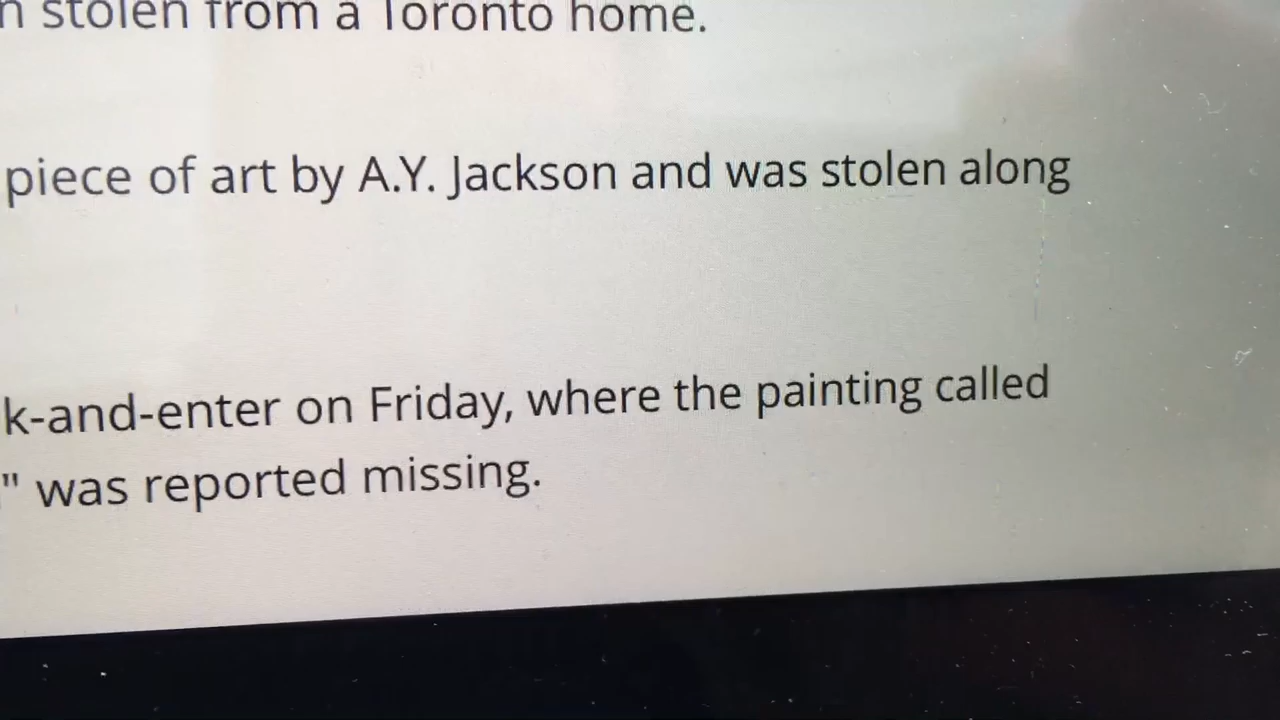 stolen from a Toronto home.
piece of art by A.Y. Jackson and was stolen along
k-and-enter on Friday, where the painting called
" was reported missing.